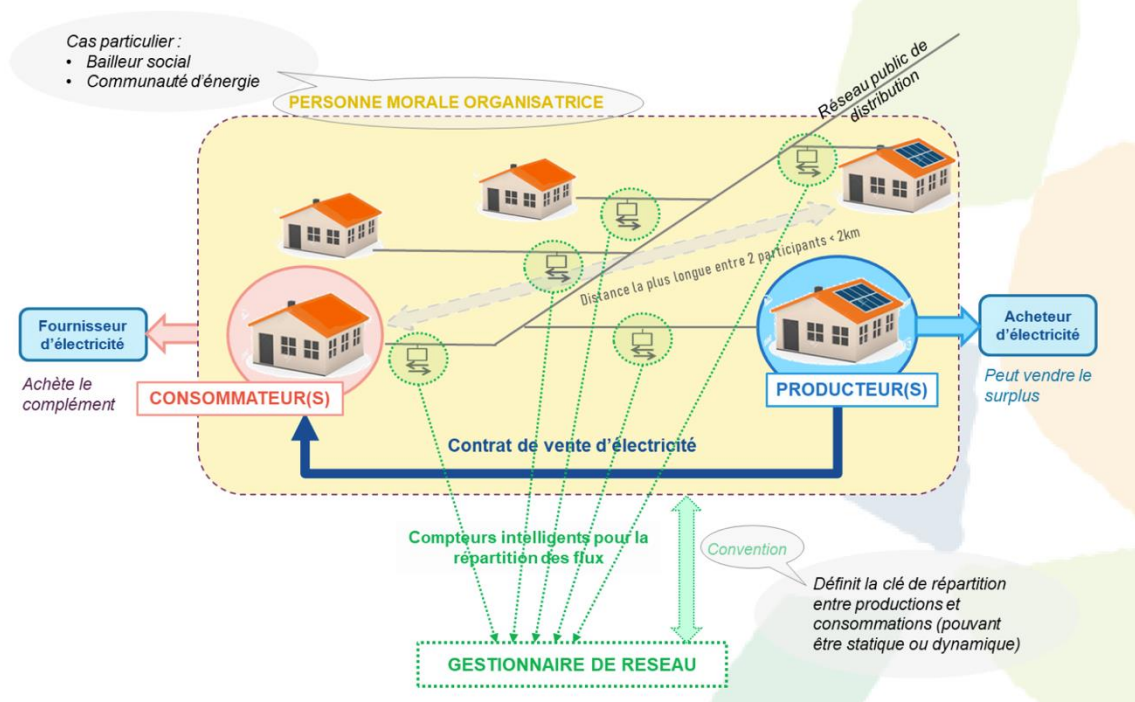 Cas particulier :
• Bailleur social
• Communauté d'énergie
PERSONNE MORALE ORGANISATRICE
Réseau public de
distribution
Distance la plus longue entre 2 participants < 2km
Fournisseur
d'électricité
Achète le
complément
CONSOMMATEUR(S)
PRODUCTEUR(S)
Acheteur
d'électricité
Peut vendre le
surplus
Contrat de vente d'électricité
Compteurs intelligents pour la
répartition des flux
Convention
Définit la clé de répartition
entre productions et
consommations (pouvant
être statique ou dynamique)
GESTIONNAIRE DE RESEAU